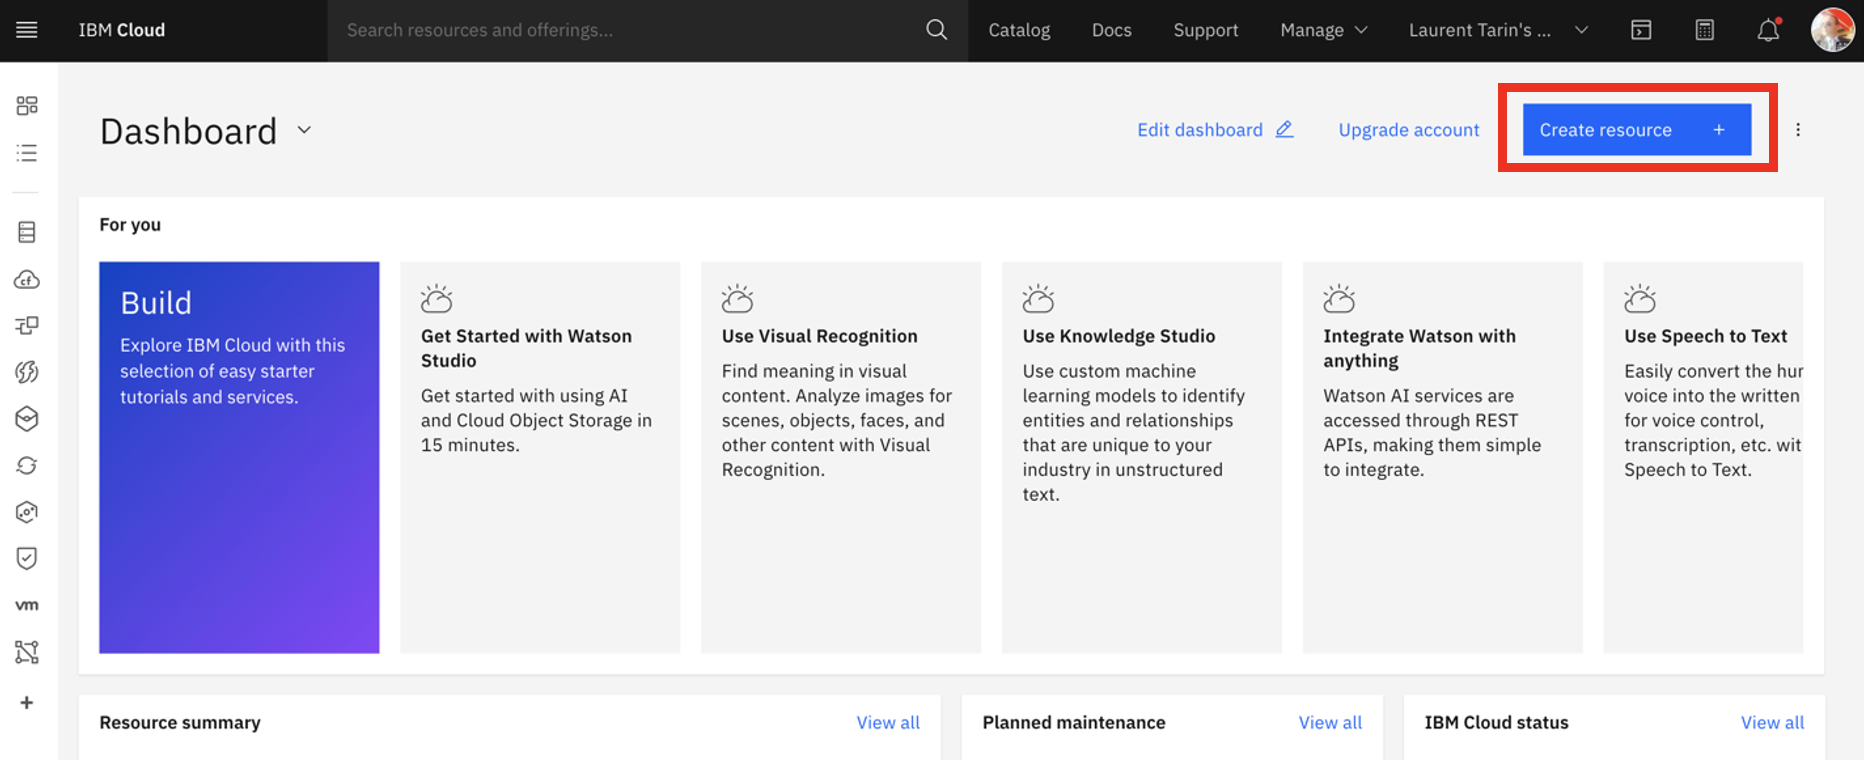 IBM Cloud
Search resources and offerings...
Catalog
Docs
Support
Manage
Laurent Tarin's ...
Dashboard
Edit dashboard
Upgrade account
Create resource +
For you
Build
Explore IBM Cloud with this
selection of easy starter
tutorials and services.
Get Started with Watson
Studio
Get started with using AI
and Cloud Object Storage in
15 minutes.
Use Visual Recognition
Find meaning in visual
content. Analyze images for
scenes, objects, faces, and
other content with Visual
Recognition.
Use Knowledge Studio
Use custom machine
learning models to identify
entities and relationships
that are unique to your
industry in unstructured
text.
Integrate Watson with
anything
Watson AI services are
accessed through REST
APIs, making them simple
to integrate.
Use Speech to Text
Easily convert the hur
voice into the written
for voice control,
transcription, etc. wit
Speech to Text.
cf
vm
+
Resource summary
View all
Planned maintenance
View all
IBM Cloud status
View all